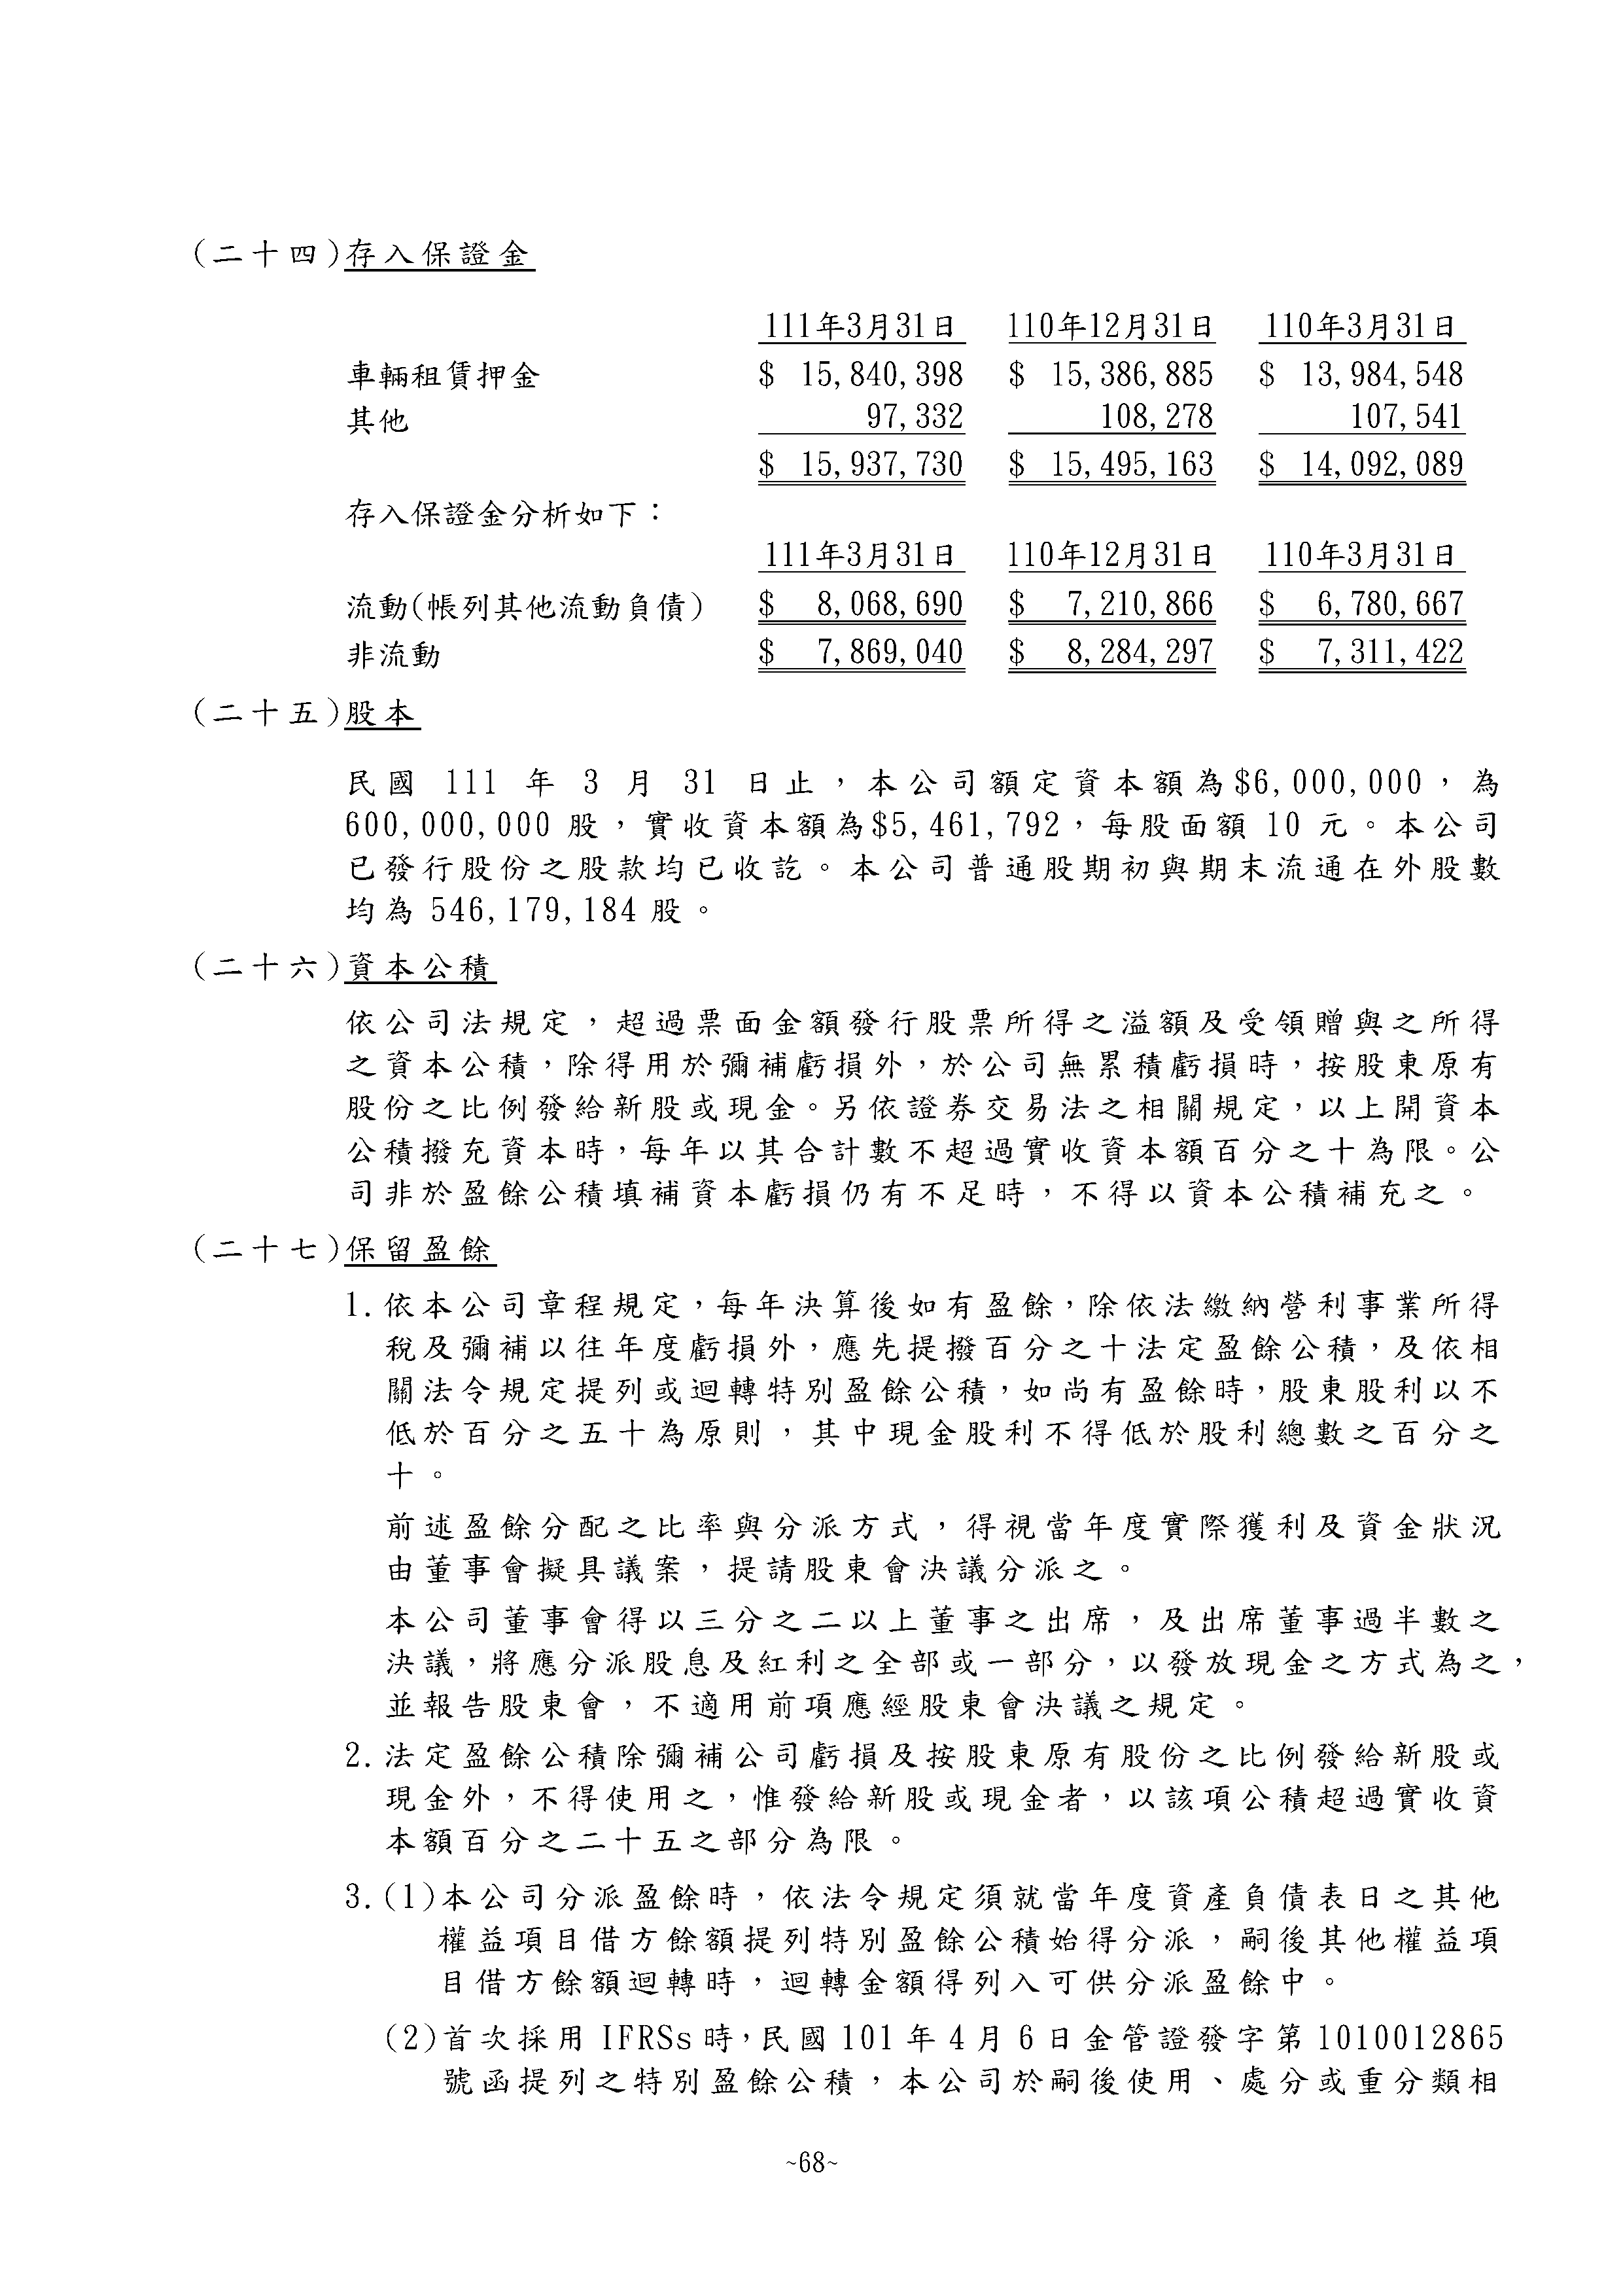 (二十四)存入保證金
111年3月31日 110年12月31日 110年3月31日
車輛租賃押金 $ 15,840,398 $ 15,386,885 $ 13,984,548
其他 97,332 108,278 107,541
$ 15,937,730 $ 15,495,163 $ 14,092,089
存入保證金分析如下：
111年3月31日 110年12月31日 110年3月31日
流動(帳列其他流動負債) $ 8,068,690 $ 7,210,866 $ 6,780,667
非流動 $ 7,869,040 $ 8,284,297 $ 7,311,422
(二十五)股本
民國 111 年 3 月 31 日止，本公司額定資本額為$6,000,000，為
600,000,000 股，實收資本額為$5,461,792，每股面額 10 元。本公司
已發行股份之股款均已收訖。本公司普通股期初與期末流通在外股數
均為 546,179,184 股。
(二十六)資本公積
依公司法規定，超過票面金額發行股票所得之溢額及受領贈與之所得
之資本公積，除得用於彌補虧損外，於公司無累積虧損時，按股東原有
股份之比例發給新股或現金。另依證券交易法之相關規定，以上開資本
公積撥充資本時，每年以其合計數不超過實收資本額百分之十為限。公
司非於盈餘公積填補資本虧損仍有不足時，不得以資本公積補充之。
(二十七)保留盈餘
1.依本公司章程規定，每年決算後如有盈餘，除依法繳納營利事業所得
稅及彌補以往年度虧損外，應先提撥百分之十法定盈餘公積，及依相
關法令規定提列或迴轉特別盈餘公積，如尚有盈餘時，股東股利以不
低於百分之五十為原則，其中現金股利不得低於股利總數之百分之
十。
前述盈餘分配之比率與分派方式，得視當年度實際獲利及資金狀況
由董事會擬具議案，提請股東會決議分派之。
本公司董事會得以三分之二以上董事之出席，及出席董事過半數之
決議，將應分派股息及紅利之全部或一部分，以發放現金之方式為之，
並報告股東會，不適用前項應經股東會決議之規定。
2.法定盈餘公積除彌補公司虧損及按股東原有股份之比例發給新股或
現金外，不得使用之，惟發給新股或現金者，以該項公積超過實收資
本額百分之二十五之部分為限。
3.(1)本公司分派盈餘時，依法令規定須就當年度資產負債表日之其他
權益項目借方餘額提列特別盈餘公積始得分派，嗣後其他權益項
目借方餘額迴轉時，迴轉金額得列入可供分派盈餘中。
(2)首次採用 IFRSs 時，民國 101 年 4 月 6 日金管證發字第 1010012865
號函提列之特別盈餘公積，本公司於嗣後使用、處分或重分類相
~68~